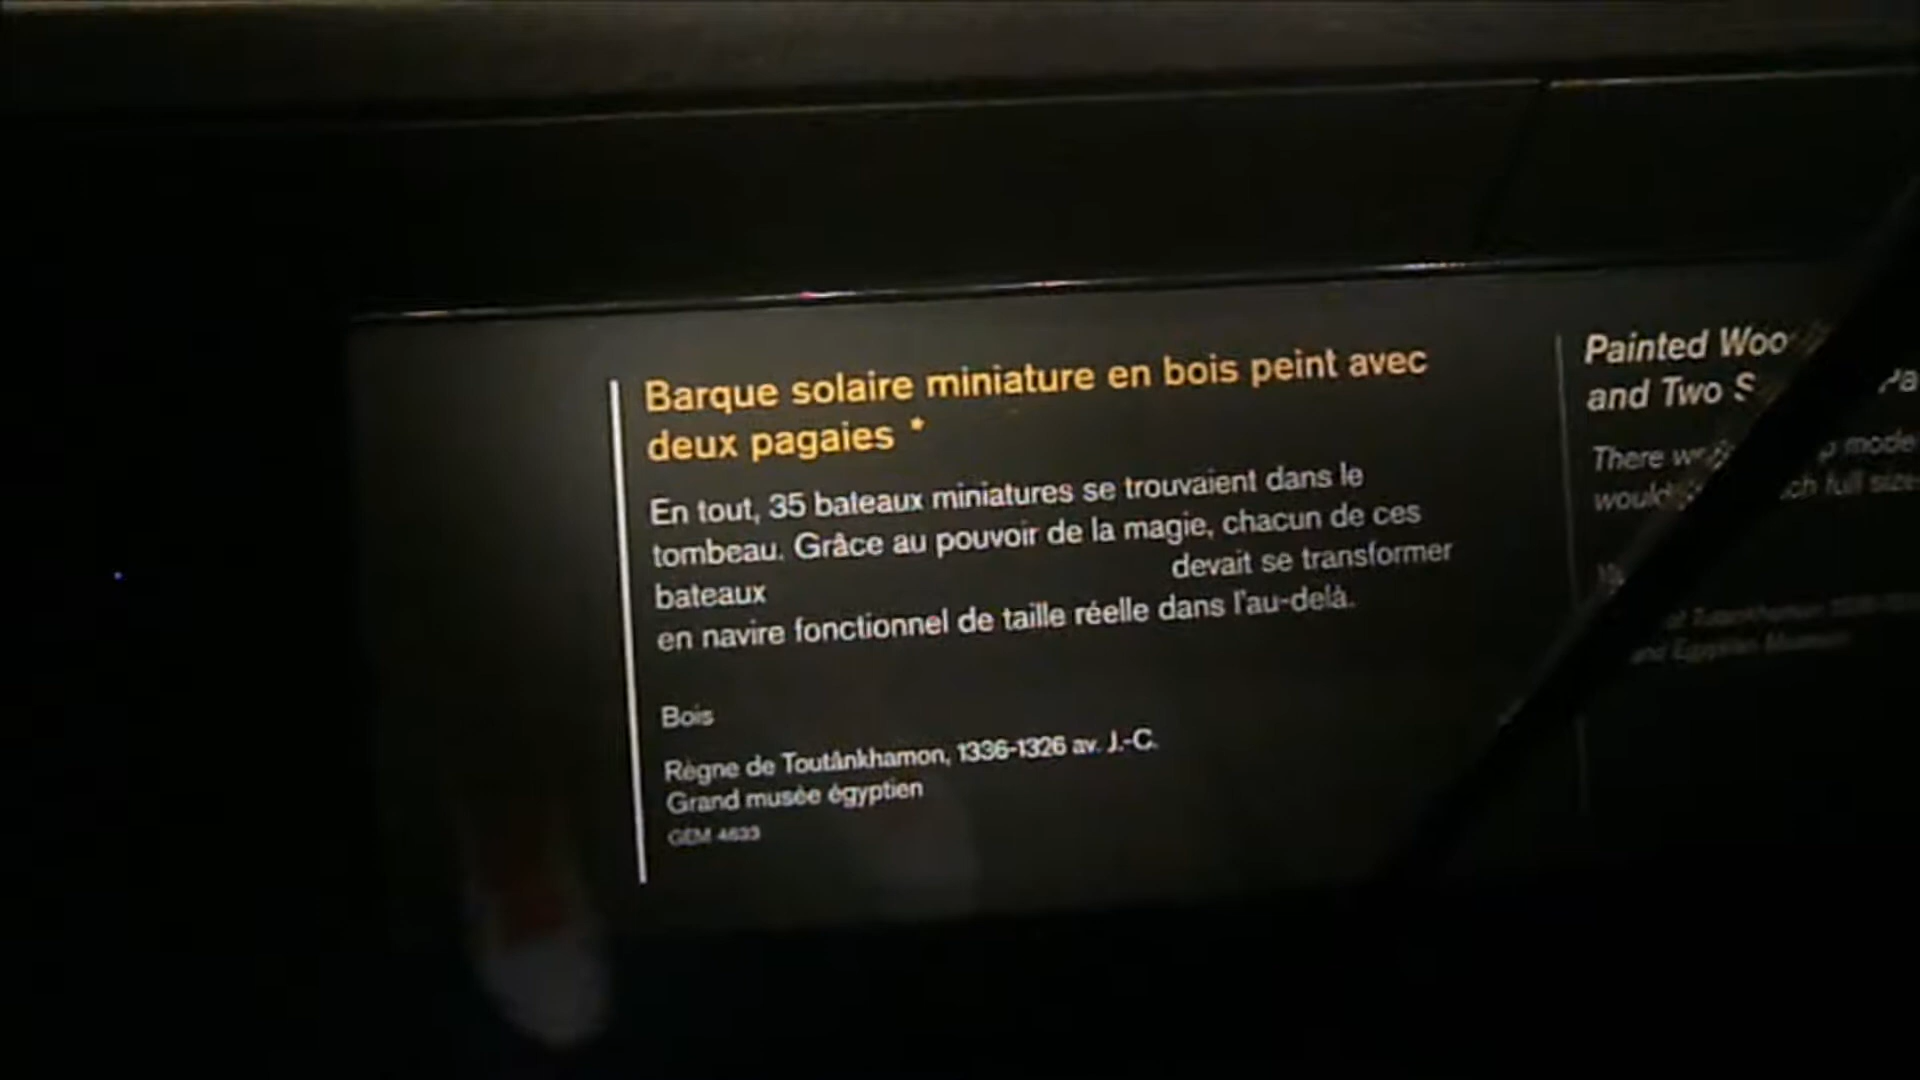 Barque solaire miniature en bois peint avec
deux pagaies *
En tout, 35 bateaux miniatures se trouvaient dans le
tombeau. Grâce au pouvoir de la magie, chacun de ces
bateaux devait se transformer
en navire fonctionnel de taille réelle dans l'au-delà.
Bois
Règne de Toutânkhamon, 1336-1326 av. J.-C.
Grand musée égyptien
GEM 4633
Painted
and Two
There
mode
would full size